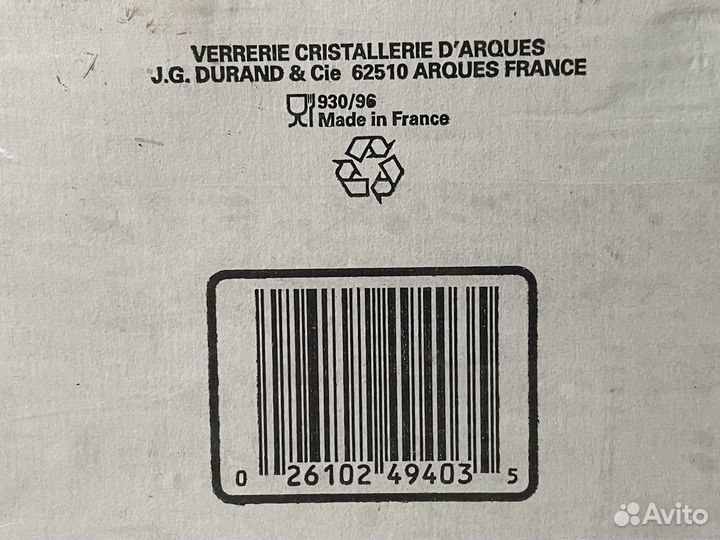 VERRERIE CRISTALLERIE D'ARQUES
J.G. DURAND & Cie 62510 ARQUES FRANCE
930/96
Made in France
0 26102 49403 5
Avito